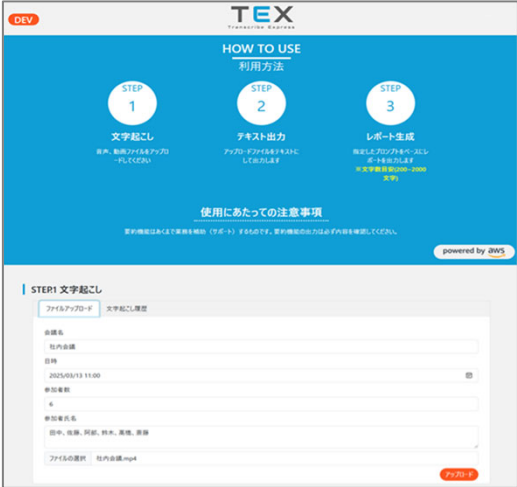 DEV
TEX
Transcribe Express
HOW TO USE
利用方法
STEP
1
STEP
2
STEP
3
文字起こし
テキスト出力
レポート生成
音声、動画ファイルをアップロ
ードしてください
アップロードファイルをテキストに
して出力します
指定したプロンプトをベースにレ
ポートを出力します
※文字数目安(200~2000
文字)
使用にあたっての注意事項
要約機能はあくまで業務を補助（サポート）するものです。要約機能の出力は必ず内容を確認してください。
powered by aws
STEP.1 文字起こし
ファイルアップロード
文字起こし履歴
会議名
社内会議
日時
2025/03/13 11:00
参加者数
6
参加者氏名
田中、佐藤、阿部、鈴木、高橋、斎藤
ファイルの選択 社内会議.mp4
アップロード